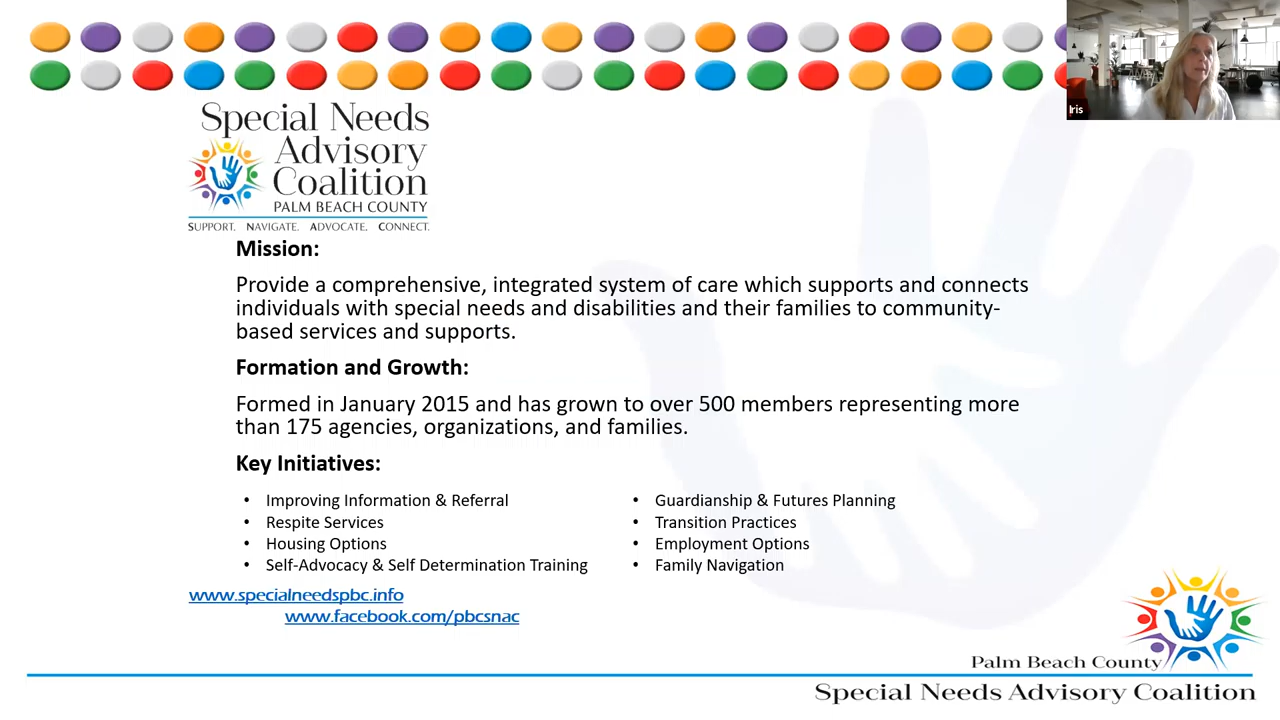 Iris
Special Needs
Advisory
Coalition
PALM BEACH COUNTY
SUPPORT. NAVIGATE. ADVOCATE. CONNECT.
Mission:
Provide a comprehensive, integrated system of care which supports and connects
individuals with special needs and disabilities and their families to community-
based services and supports.
Formation and Growth:
Formed in January 2015 and has grown to over 500 members representing more
than 175 agencies, organizations, and families.
Key Initiatives:
• Improving Information & Referral
• Respite Services
• Housing Options
• Self-Advocacy & Self Determination Training
• Guardianship & Futures Planning
• Transition Practices
• Employment Options
• Family Navigation
www.specialneedspbc.info
www.facebook.com/pbcsnac
Palm Beach County
Special Needs Advisory Coalition